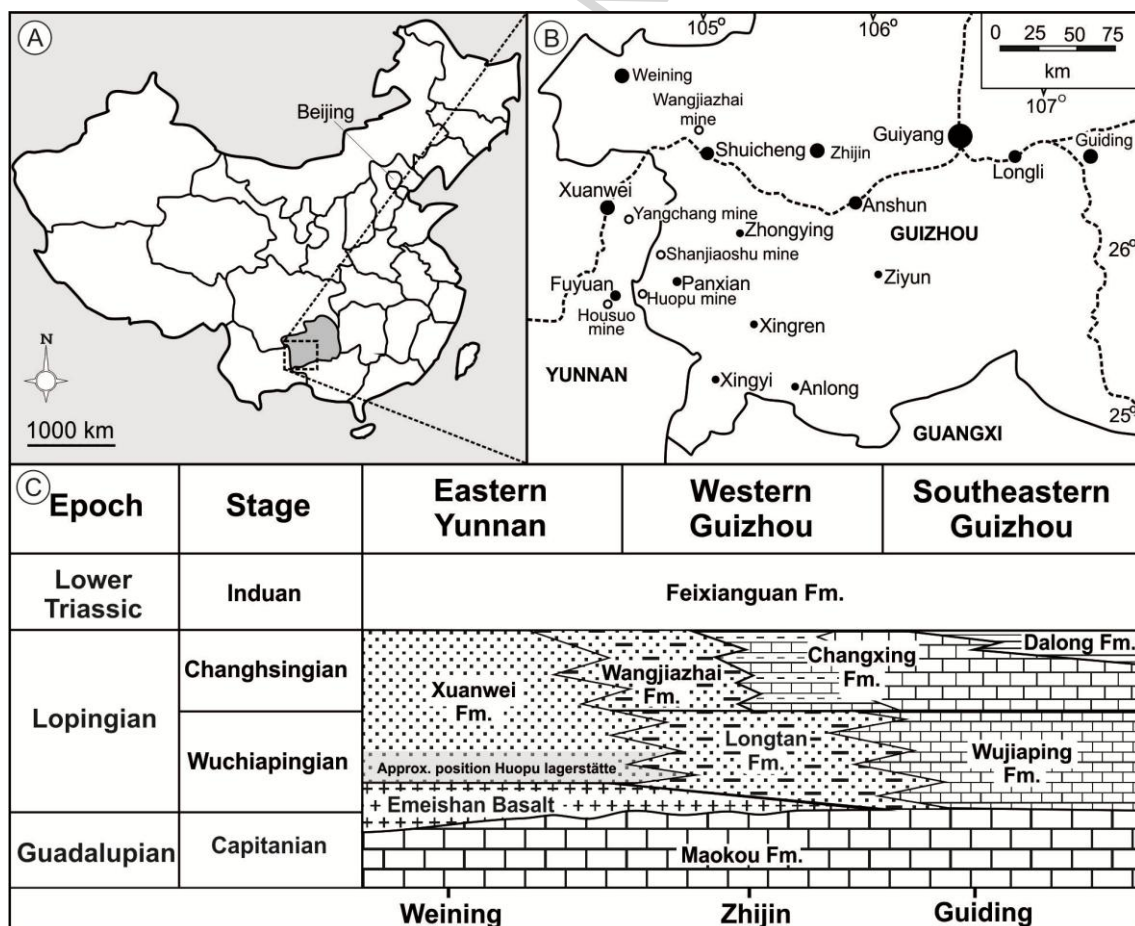 A
Beijing
N
1000 km
B
105°
106°
0 25 50 75
km
107°
Weining
Wangjiazhai
mine
Guiyang
Guiding
Shuicheng
Zhijin
Longli
Xuanwei
Yangchang mine
Anshun
Zhongying
GUIZHOU
26°
Shanjiaoshu mine
Fuyuan
Panxian
Ziyun
Huopu mine
Housuo
mine
Xingren
YUNNAN
Xingyi
Anlong
25°
GUANGXI
C
Epoch
Stage
Eastern
Yunnan
Western
Guizhou
Southeastern
Guizhou
Lower
Triassic
Induan
Feixianguan Fm.
Lopingian
Changhsingian
Xuanwei
Fm.
Wangjiazhai
Fm.
Changxing
Fm.
Dalong Fm.
Wuchiapingian
Approx. position Huopu lagerstätte
Longtan
Fm.
Wujiaping
Fm.
Emeishan Basalt
Guadalupian
Capitanian
Maokou Fm.
Weining
Zhijin
Guiding